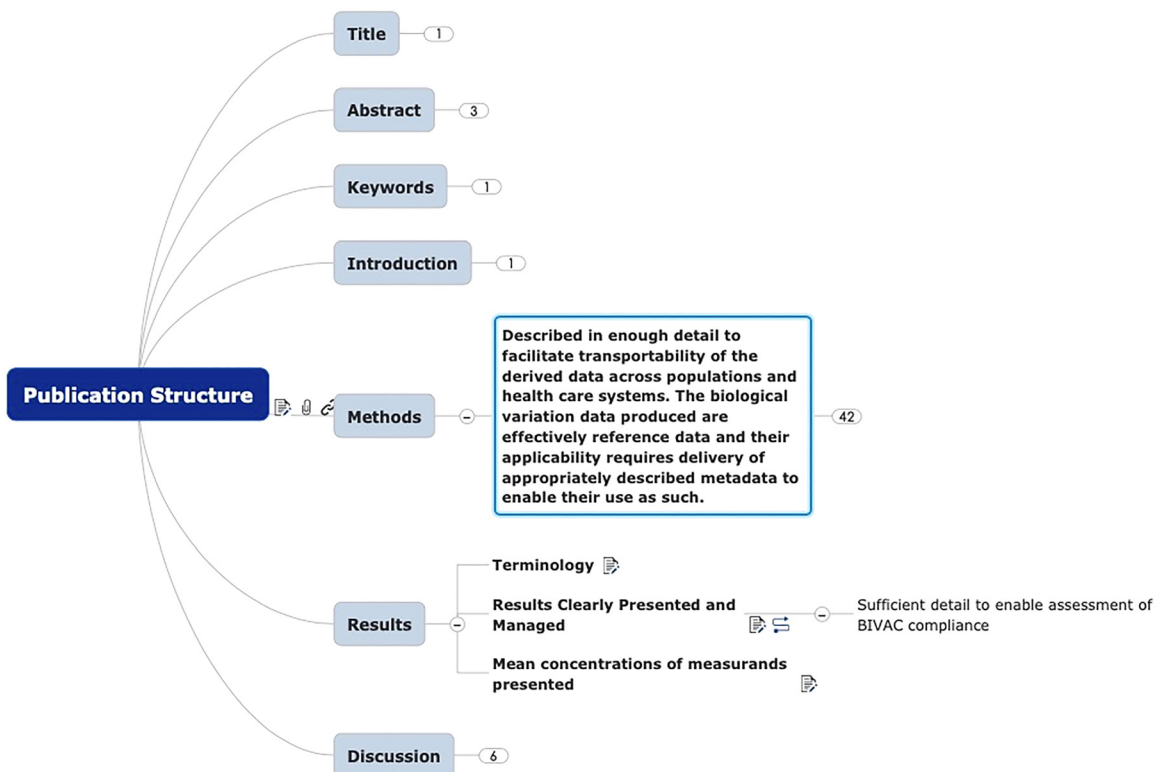 Title
1
Abstract
3
Keywords
1
Introduction
1
Publication Structure
Methods
Described in enough detail to
facilitate transportability of the
derived data across populations and
health care systems. The biological
variation data produced are
effectively reference data and their
applicability requires delivery of
appropriately described metadata to
enable their use as such.
42
Results
Terminology
Results Clearly Presented and
Managed
Sufficient detail to enable assessment of
BIVAC compliance
Mean concentrations of measurands
presented
Discussion
6